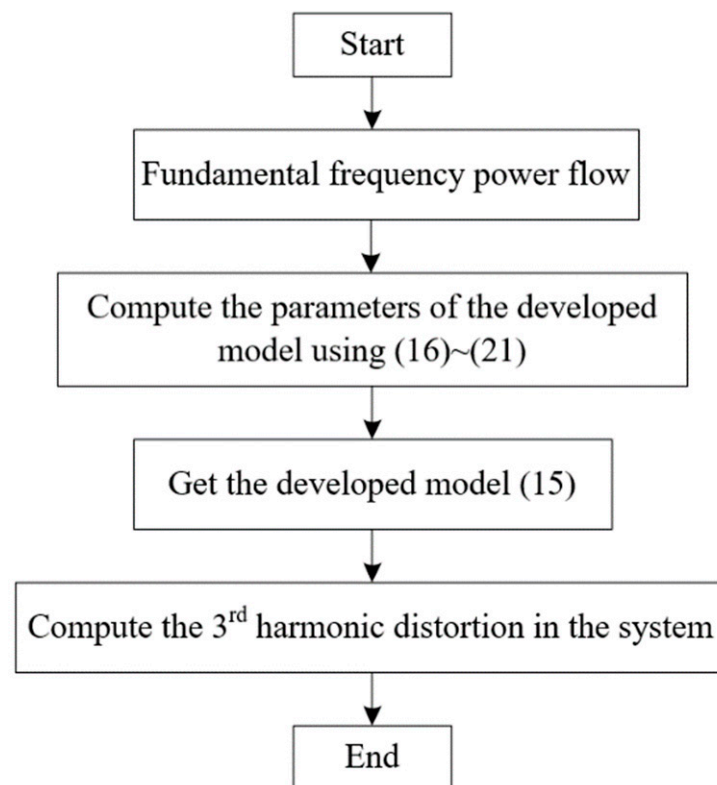 Start
Fundamental frequency power flow
Compute the parameters of the developed
model using (16)~(21)
Get the developed model (15)
Compute the 3rd harmonic distortion in the system
End